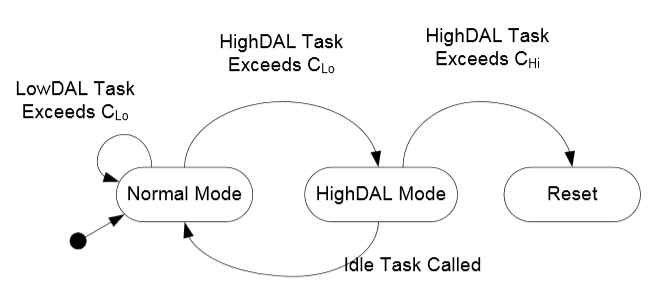 HighDAL Task
Exceeds CLo
HighDAL Task
Exceeds CHi
LowDAL Task
Exceeds CLo
Normal Mode
HighDAL Mode
Reset
Idle Task Called